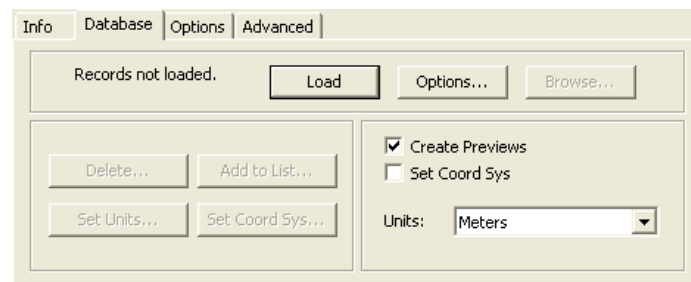 Info Database Options Advanced
Records not loaded. Load Options... Browse...
Delete... Add to List... Create Previews
Set Coord Sys
Set Units... Set Coord Sys... Units: Meters